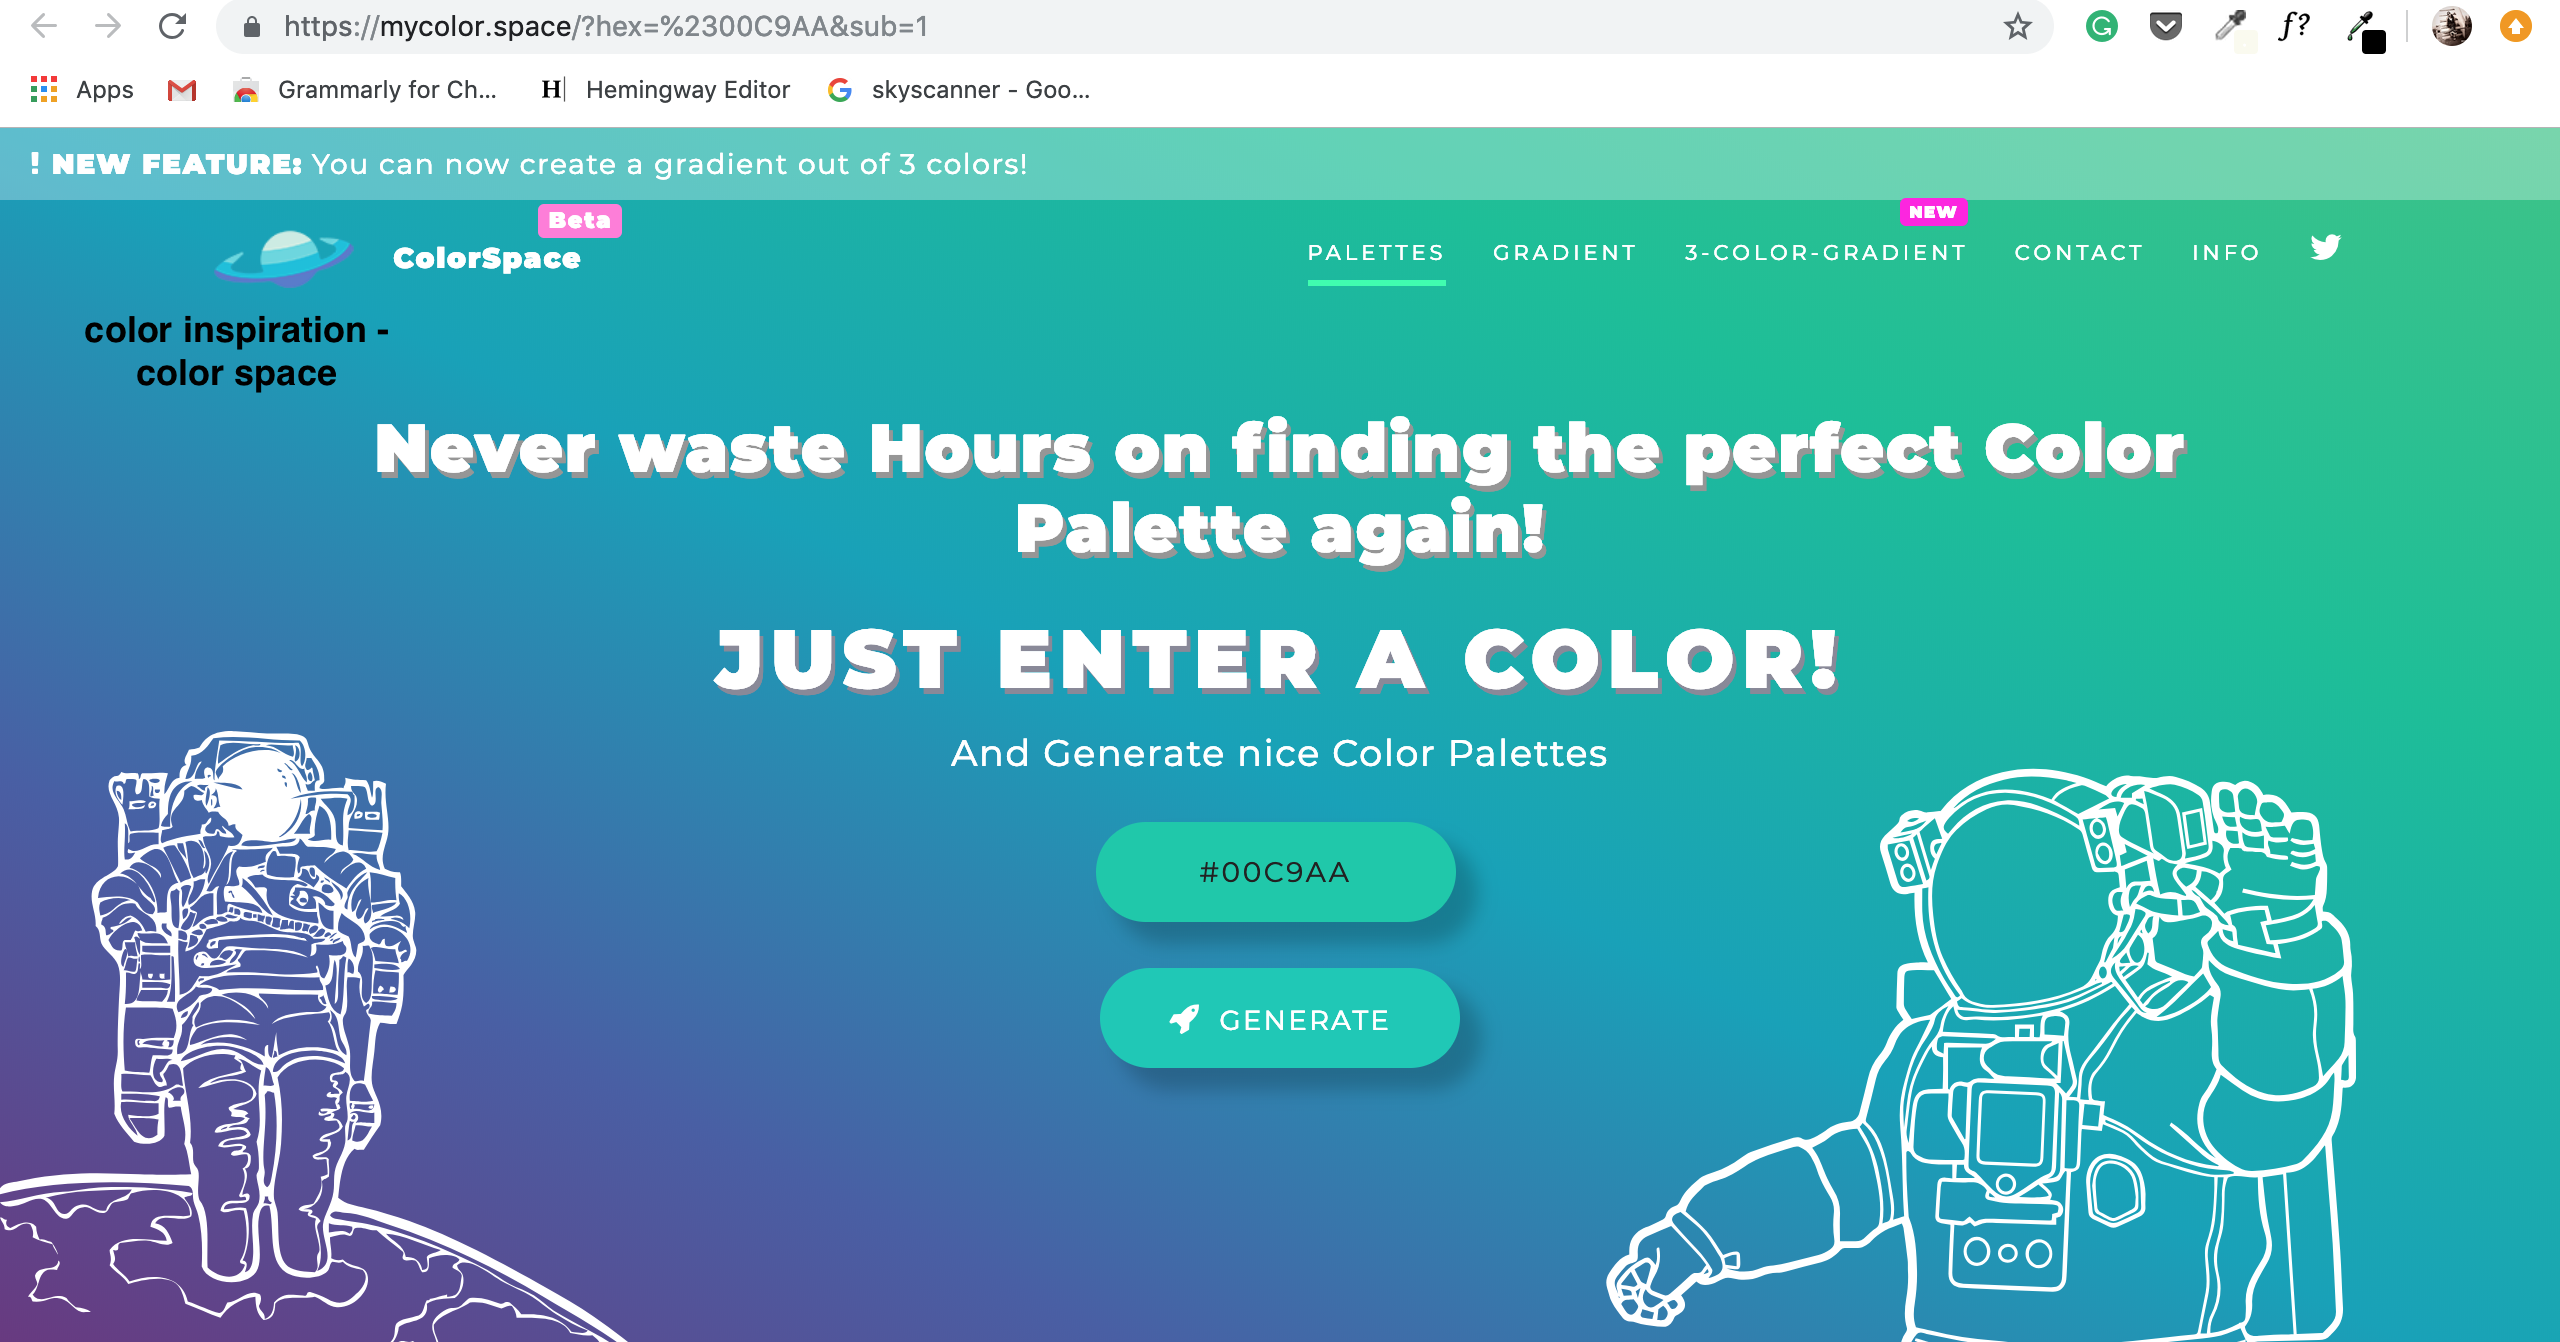 https://mycolor.space/?hex=%2300C9AA&sub=1
f?
Apps
Grammarly for Ch...
H
Hemingway Editor
skyscanner - Goo...
! NEW FEATURE: You can now create a gradient out of 3 colors!
Beta
ColorSpace
NEW
PALETTES GRADIENT 3-COLOR-GRADIENT CONTACT INFO
color inspiration -
color space
Never waste Hours on finding the perfect Color
Palette again!
JUST ENTER A COLOR!
And Generate nice Color Palettes
#00C9AA
GENERATE